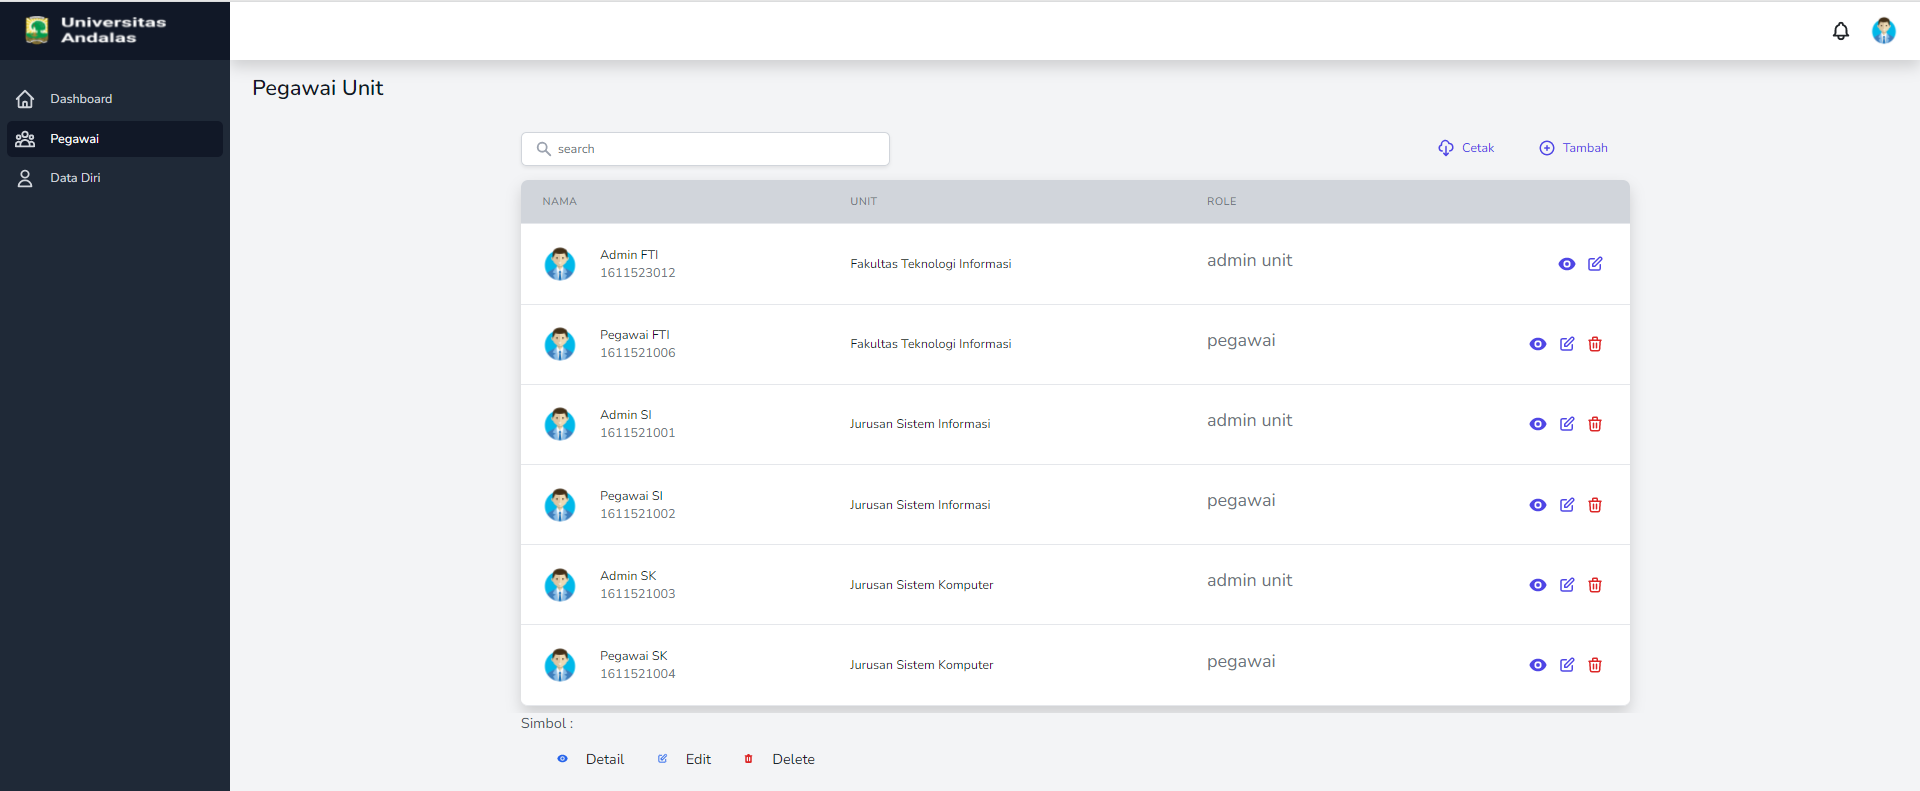 Universitas
Andalas
Dashboard
Pegawai
Data Diri
Pegawai Unit
search
Cetak
Tambah
NAMA UNIT ROLE
Admin FTI
1611523012
Fakultas Teknologi Informasi
admin unit
Pegawai FTI
1611521006
Fakultas Teknologi Informasi
pegawai
Admin SI
1611521001
Jurusan Sistem Informasi
admin unit
Pegawai SI
1611521002
Jurusan Sistem Informasi
pegawai
Admin SK
1611521003
Jurusan Sistem Komputer
admin unit
Pegawai SK
1611521004
Jurusan Sistem Komputer
pegawai
Simbol :
Detail Edit Delete